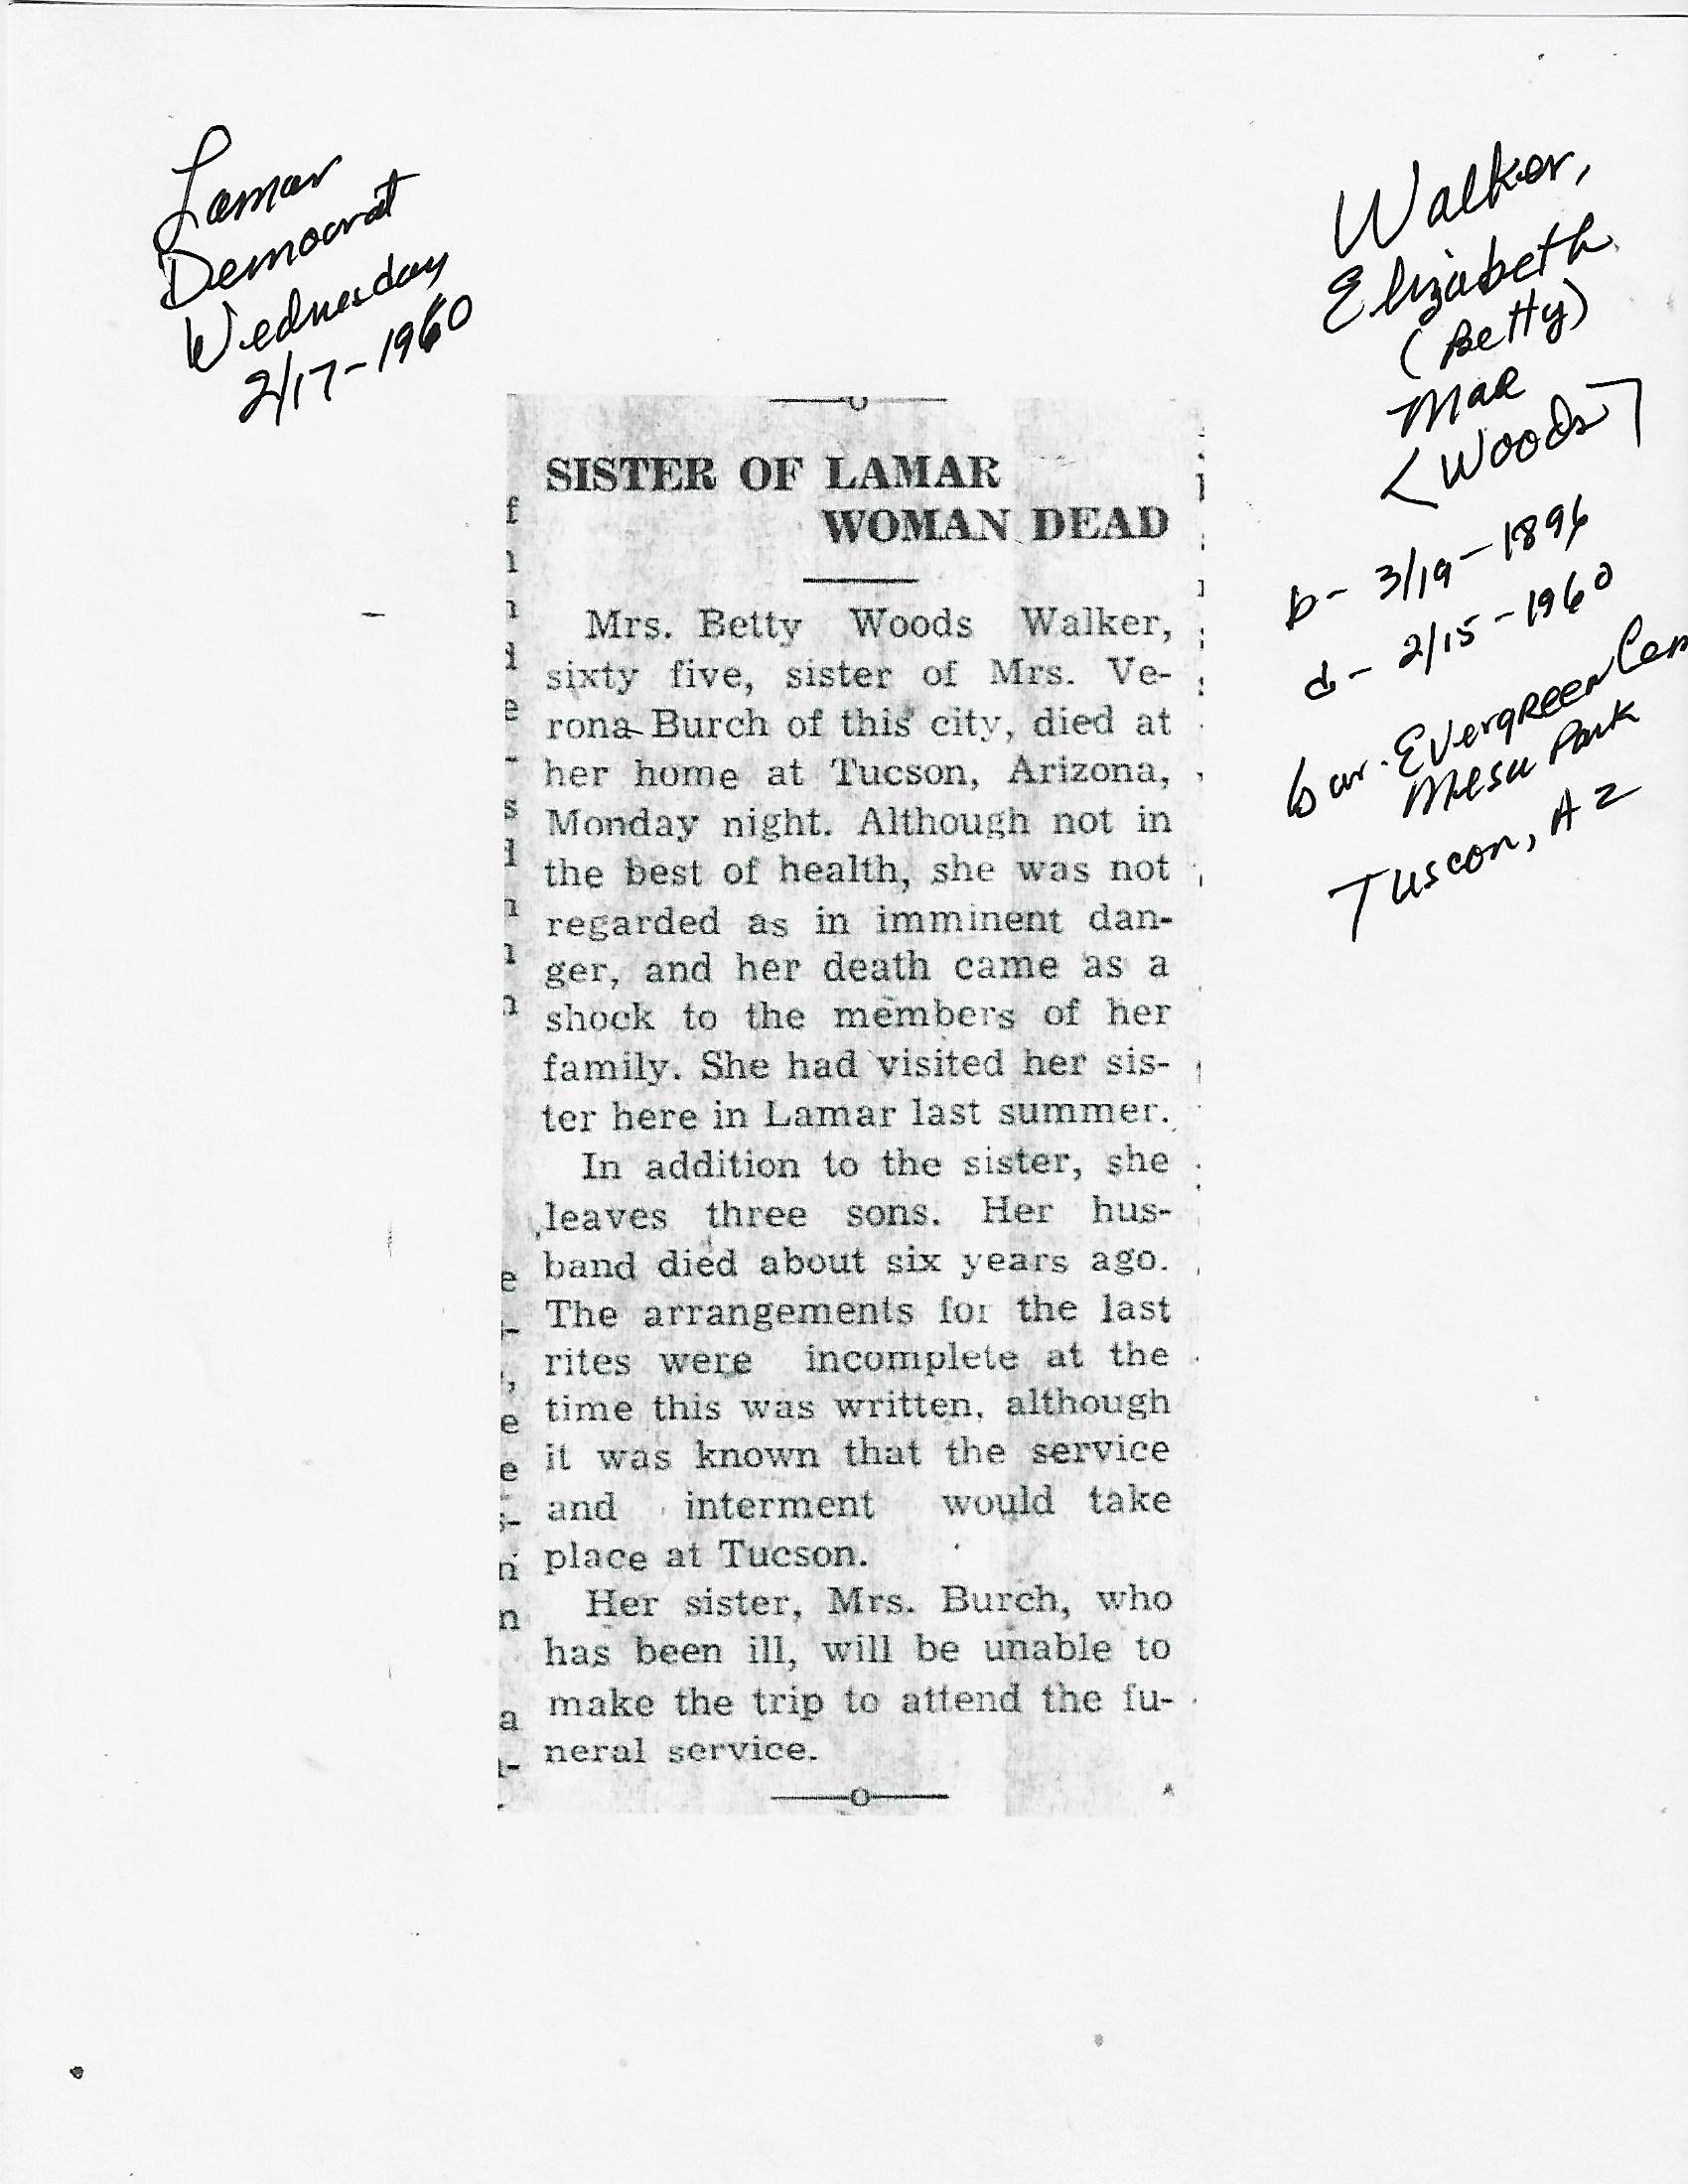 Lamar
Democrat
Wednesday
2/17-1960
Walker,
Elizabeth
(Betty)
Mae
<Woods>
b- 3/19-1896
d- 2/15-1960
bur. Evergreen Cem
Mesu Park
Tuscon, AZ
SISTER OF LAMAR
WOMAN DEAD
Mrs. Betty Woods Walker,
sixty five, sister of Mrs. Ve-
rona Burch of this city, died at
her home at Tucson, Arizona,
Monday night. Although not in
the best of health, she was not
regarded as in imminent dan-
ger, and her death came as a
shock to the members of her
family. She had visited her sis-
ter here in Lamar last summer.
In addition to the sister, she
leaves three sons. Her hus-
band died about six years ago.
The arrangements for the last
rites were incomplete at the
time this was written, although
it was known that the service
and interment would take
place at Tucson.
Her sister, Mrs. Burch, who
has been ill, will be unable to
make the trip to attend the fu-
neral service.